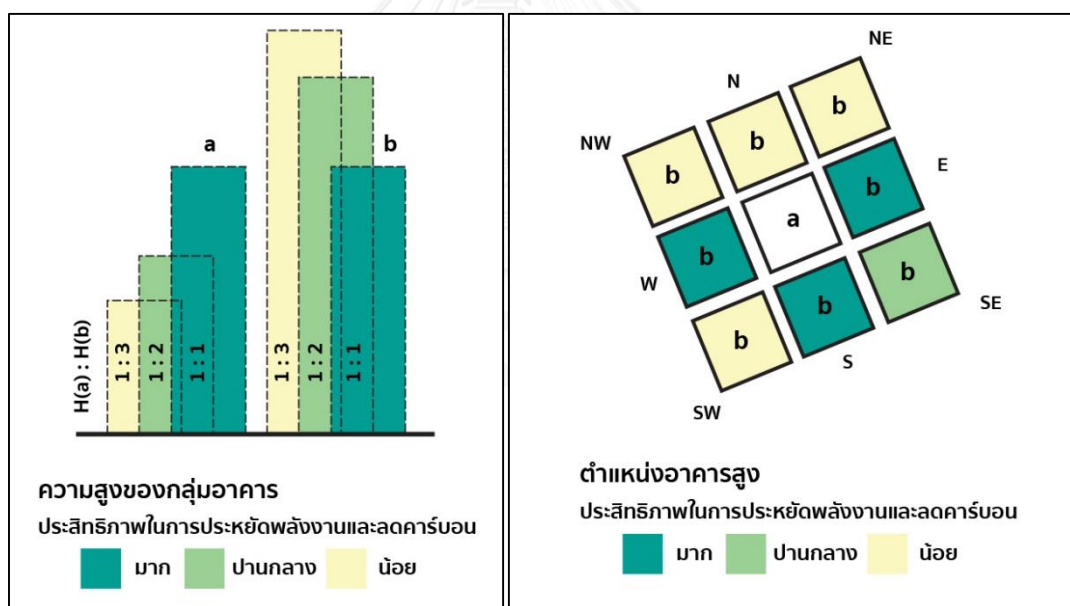 a
b
H(a) : H(b)
1 : 3
1 : 2
1 : 1
1 : 3
1 : 2
1 : 1
ความสูงของกลุ่มอาคาร
ประสิทธิภาพในการประหยัดพลังงานและลดคาร์บอน
มาก ปานกลาง น้อย
NE
N
b
NW
b
E
b
b
a
W
b
b
SE
b
b
S
SW
ตำแหน่งอาคารสูง
ประสิทธิภาพในการประหยัดพลังงานและลดคาร์บอน
มาก ปานกลาง น้อย